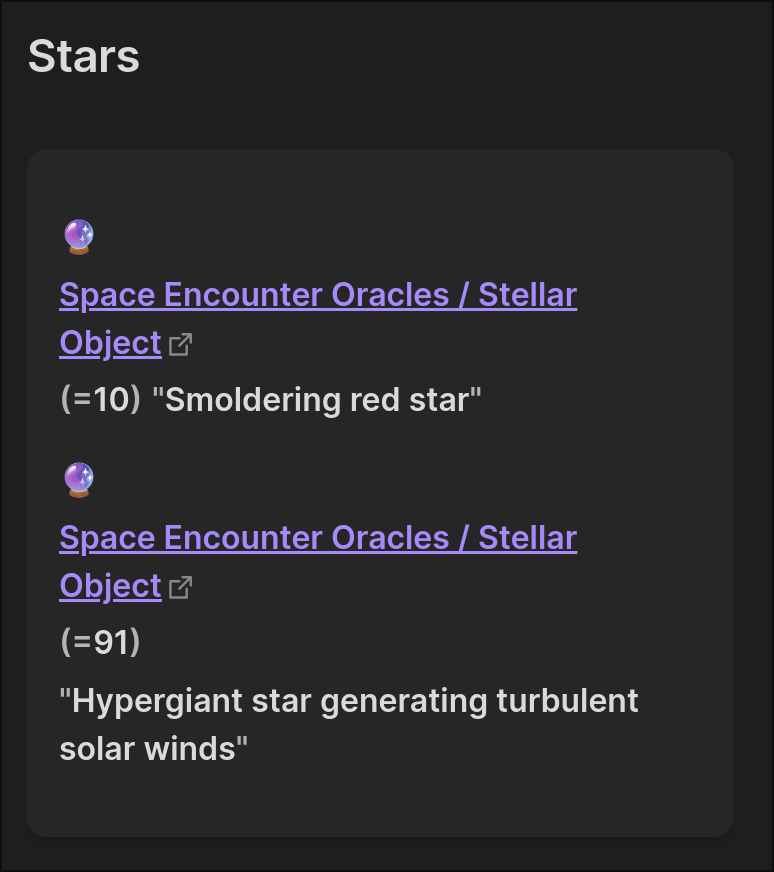 Stars
Space Encounter Oracles / Stellar
Object
(=10) "Smoldering red star"
Space Encounter Oracles / Stellar
Object
(=91)
"Hypergiant star generating turbulent
solar winds"